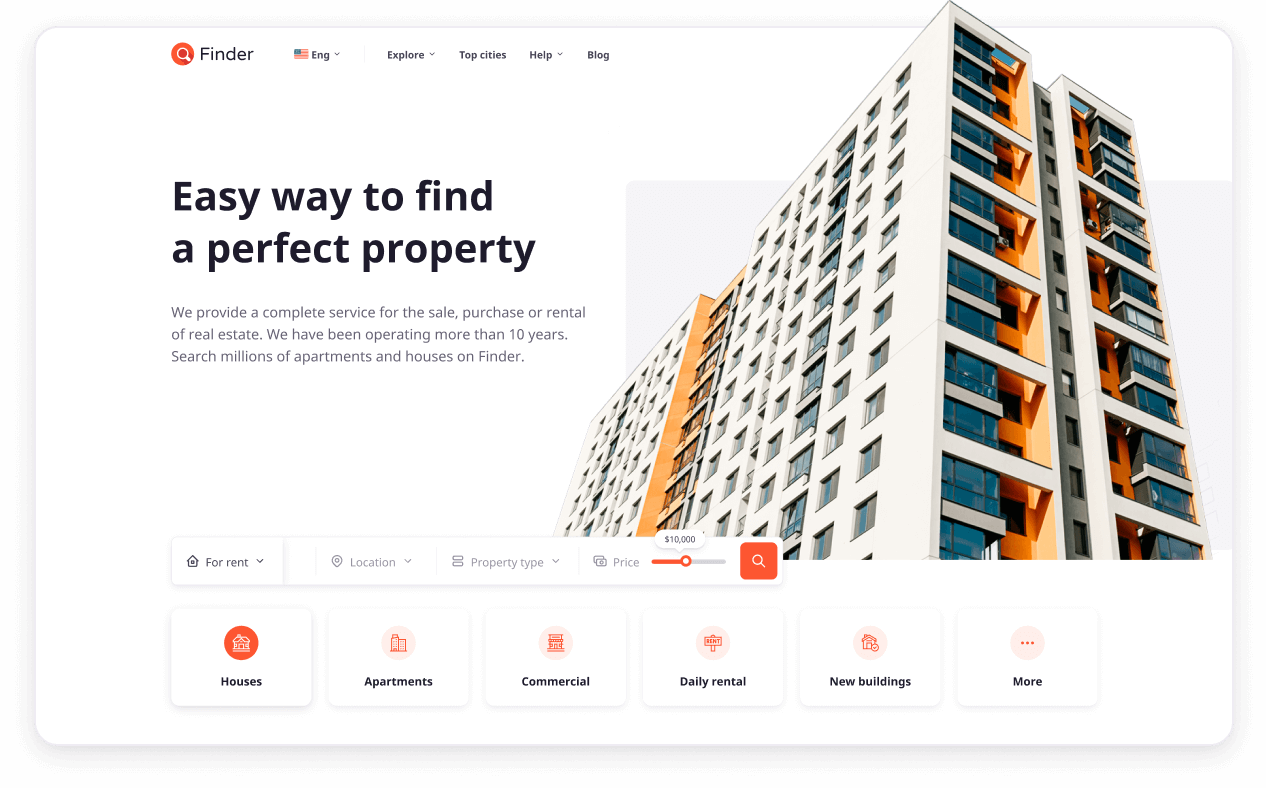 Finder
Eng
Explore
Top cities
Help
Blog
Easy way to find
a perfect property
We provide a complete service for the sale, purchase or rental
of real estate. We have been operating more than 10 years.
Search millions of apartments and houses on Finder.
$10,000
For rent
Location
Property type
Price
RENT
Houses
Apartments
Commercial
Daily rental
New buildings
More